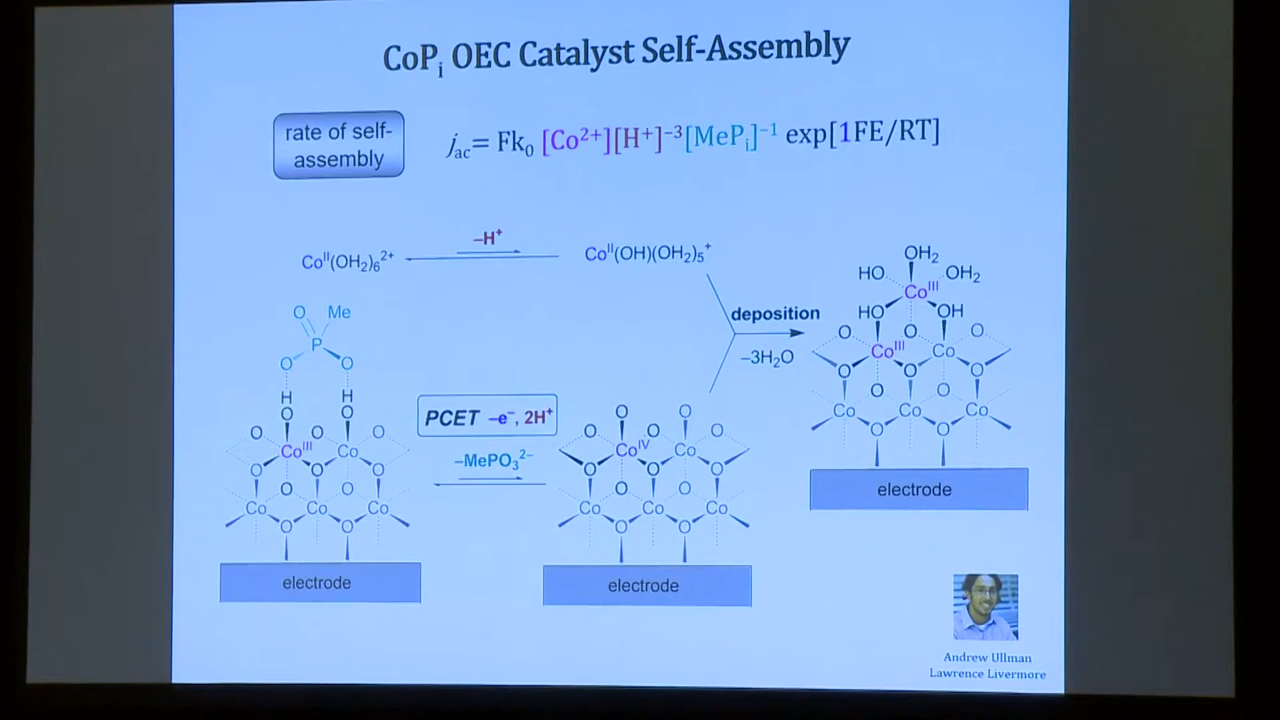 CoPi OEC Catalyst Self-Assembly
rate of self-
assembly
jac= Fk0 [Co2+][H+]–3[MePi]–1 exp[1FE/RT]
–H+
CoII(OH2)62+
CoII(OH)(OH2)5+
O Me
P
O O
H H
O O
O O O
CoIII Co
O O O
O O
Co Co Co
O O
electrode
PCET –e–, 2H+
–MePO32–
O O
O O O
CoIV Co
O O O
O O
Co Co Co
O O
electrode
deposition
–3H2O
OH2
HO OH2
CoIII
HO OH
O O O
CoIII Co
O O O
O O
Co Co Co
O O
electrode
Andrew Ullman
Lawrence Livermore